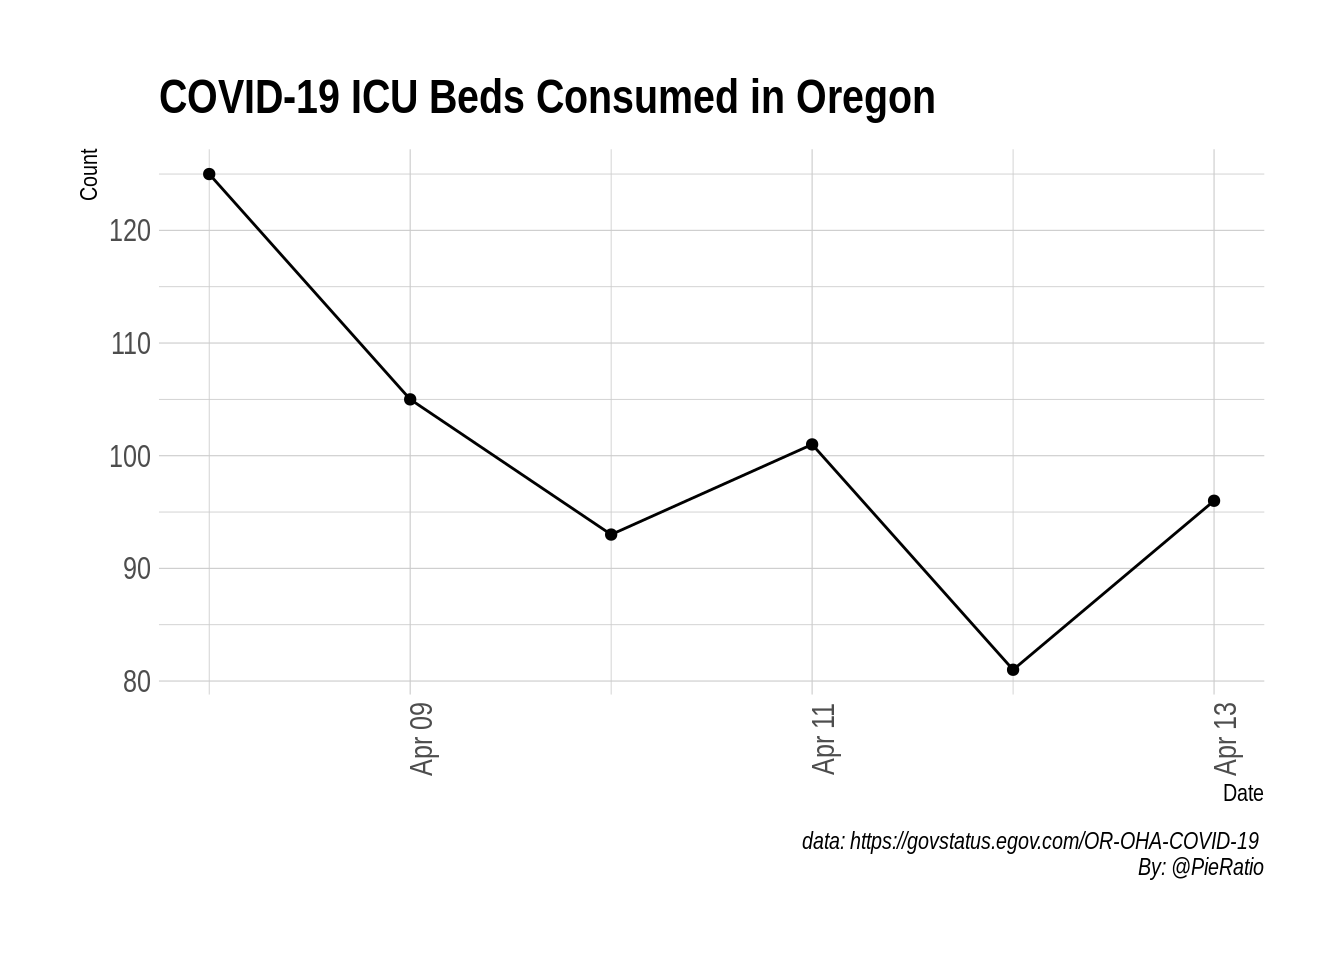 COVID-19 ICU Beds Consumed in Oregon
Count
120
110
100
90
80
Apr 09
Apr 11
Apr 13
Date
data: https://govstatus.egov.com/OR-OHA-COVID-19
By: @PieRatio